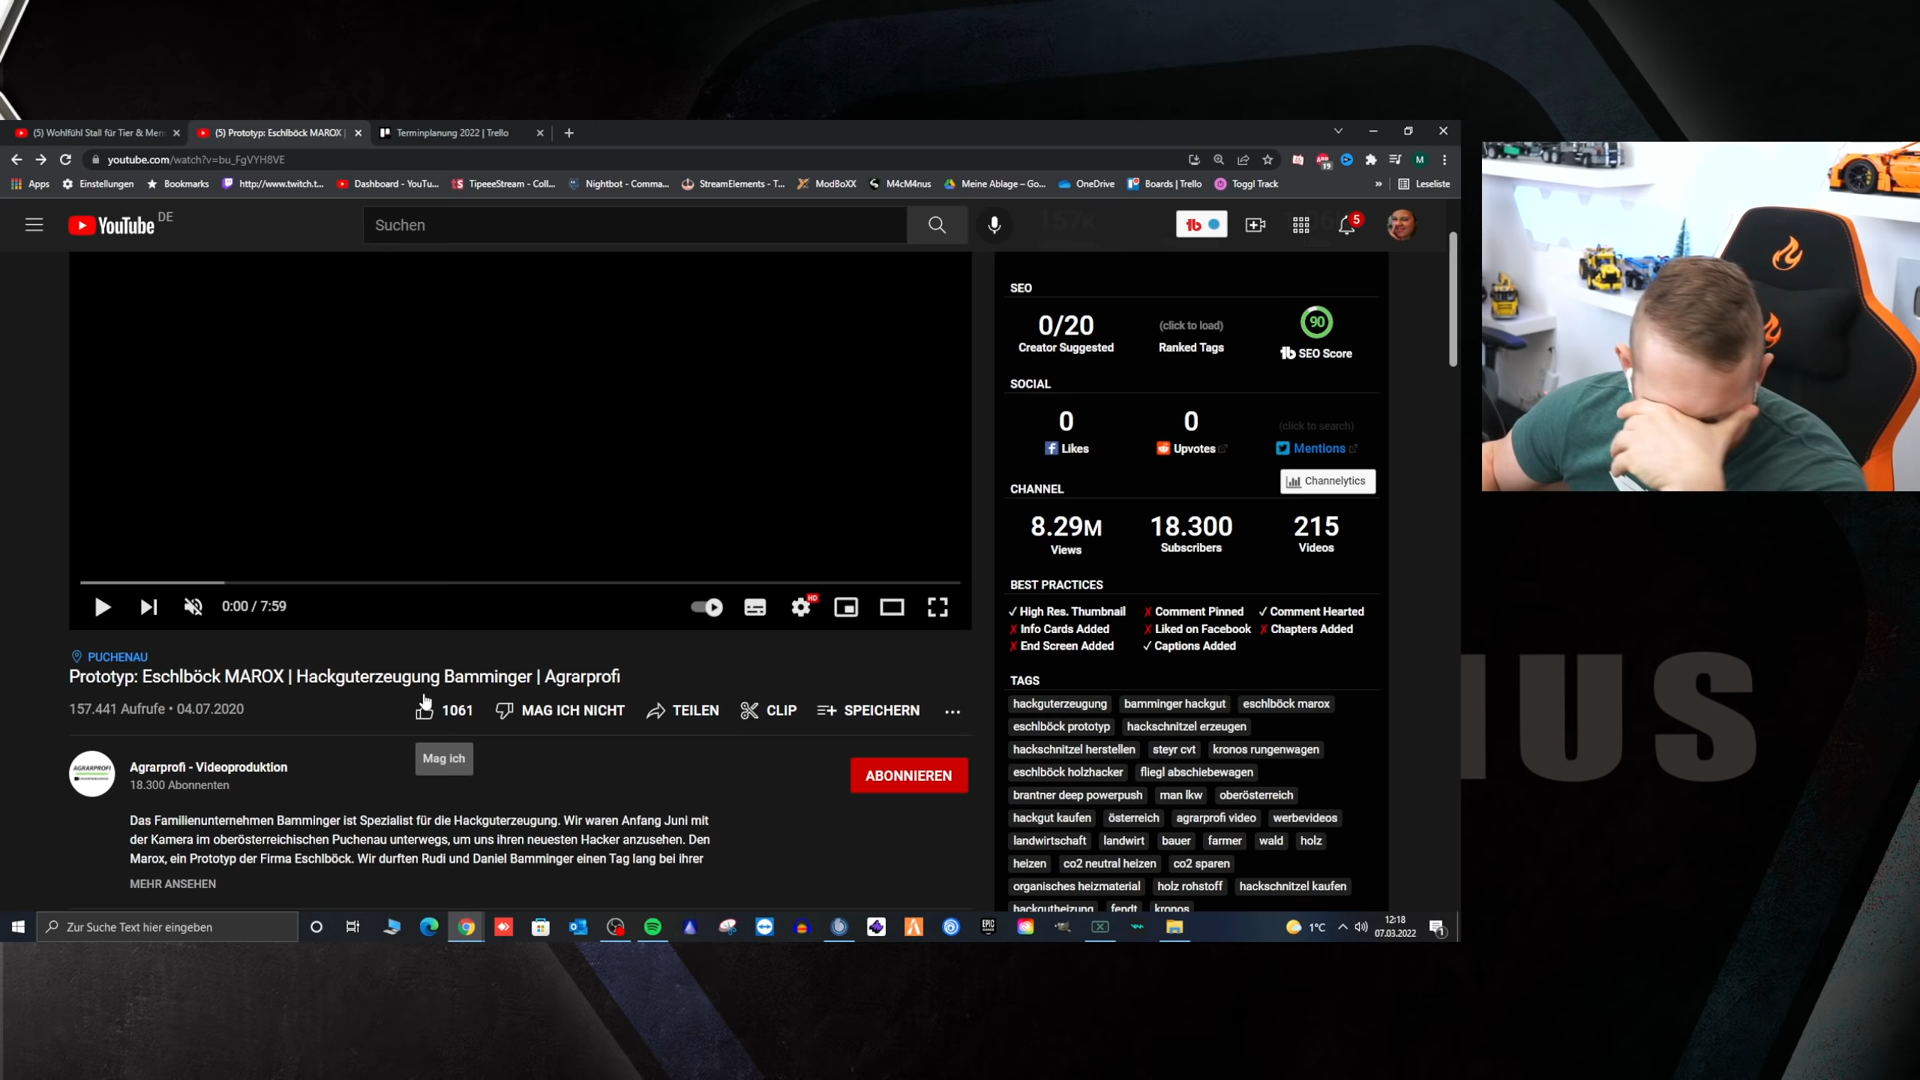 (5) Wohlfühl Stall für Tier & Men
(5) Prototyp: Eschlböck MAROX |
Terminplanung 2022 | Trello
youtube.com/watch?v=bu_FgVYH8VE
Apps
Einstellungen
Bookmarks
http://www.twitch.t...
Dashboard - YouTu...
TipeeeStream - Coll...
Nightbot - Comma...
StreamElements - T...
ModBoXX
M4cM4nus
Meine Ablage – Go...
OneDrive
Boards | Trello
Toggl Track
»
Leseliste
YouTube DE
Suchen
157k
tb
5
SEO
0/20
Creator Suggested
(click to load)
Ranked Tags
90
tb SEO Score
SOCIAL
0
Likes
0
Upvotes
(click to search)
Mentions
Channelytics
CHANNEL
8.29M
Views
18.300
Subscribers
215
Videos
BEST PRACTICES
✓ High Res. Thumbnail
✗ Comment Pinned
✓ Comment Hearted
✗ Info Cards Added
✗ Liked on Facebook
✗ Chapters Added
✗ End Screen Added
✓ Captions Added
TAGS
hackguterzeugung
bamminger hackgut
eschlböck marox
eschlböck prototyp
hackschnitzel erzeugen
hackschnitzel herstellen
steyr cvt
kronos rungenwagen
eschlböck holzhacker
fliegl abschiebewagen
brantner deep powerpush
man lkw
oberösterreich
hackgut kaufen
österreich
agrarprofi video
werbevideos
landwirtschaft
landwirt
bauer
farmer
wald
holz
heizen
co2 neutral heizen
co2 sparen
organisches heizmaterial
holz rohstoff
hackschnitzel kaufen
hackgutheizung
fendt
kronos
0:00 / 7:59
HD
PUCHENAU
Prototyp: Eschlböck MAROX | Hackguterzeugung Bamminger | Agrarprofi
157.441 Aufrufe • 04.07.2020
1061
MAG ICH NICHT
TEILEN
CLIP
SPEICHERN
...
Mag ich
AGRARPROFI
Agrarprofi - Videoproduktion
18.300 Abonnenten
ABONNIEREN
Das Familienunternehmen Bamminger ist Spezialist für die Hackguterzeugung. Wir waren Anfang Juni mit
der Kamera im oberösterreichischen Puchenau unterwegs, um uns ihren neuesten Hacker anzusehen. Den
Marox, ein Prototyp der Firma Eschlböck. Wir durften Rudi und Daniel Bamminger einen Tag lang bei ihrer
MEHR ANSEHEN
Zur Suche Text hier eingeben
EPIC
1°C
12:18
07.03.2022
1
NUS